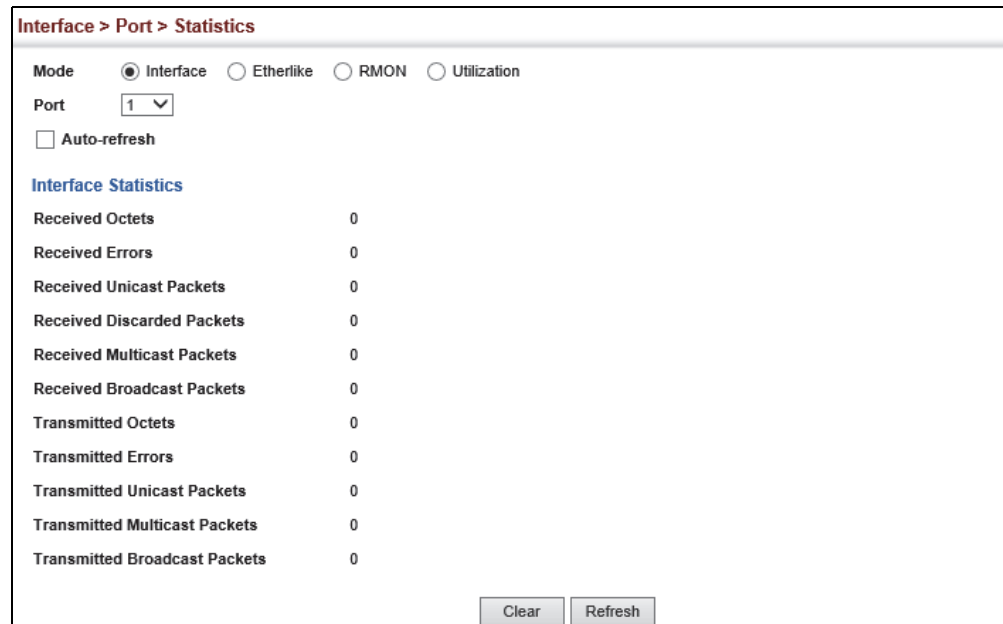 Interface > Port > Statistics
Mode Interface Etherlike RMON Utilization
Port 1
Auto-refresh
Interface Statistics
Received Octets 0
Received Errors 0
Received Unicast Packets 0
Received Discarded Packets 0
Received Multicast Packets 0
Received Broadcast Packets 0
Transmitted Octets 0
Transmitted Errors 0
Transmitted Unicast Packets 0
Transmitted Multicast Packets 0
Transmitted Broadcast Packets 0
Clear Refresh